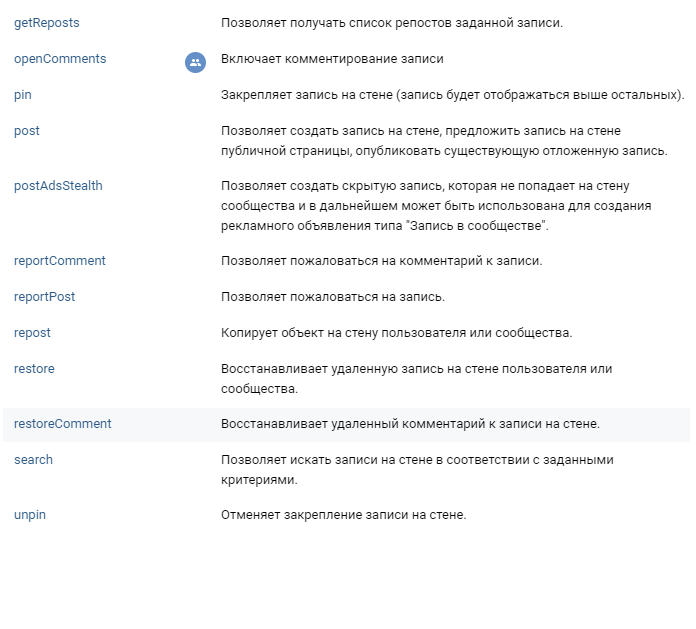 getReposts Позволяет получать список репостов заданной записи.
openComments Включает комментирование записи
pin Закрепляет запись на стене (запись будет отображаться выше остальных).
post Позволяет создать запись на стене, предложить запись на стене
публичной страницы, опубликовать существующую отложенную запись.
postAdsStealth Позволяет создать скрытую запись, которая не попадает на стену
сообщества и в дальнейшем может быть использована для создания
рекламного объявления типа "Запись в сообществе".
reportComment Позволяет пожаловаться на комментарий к записи.
reportPost Позволяет пожаловаться на запись.
repost Копирует объект на стену пользователя или сообщества.
restore Восстанавливает удаленную запись на стене пользователя или
сообщества.
restoreComment Восстанавливает удаленный комментарий к записи на стене.
search Позволяет искать записи на стене в соответствии с заданными
критериями.
unpin Отменяет закрепление записи на стене.